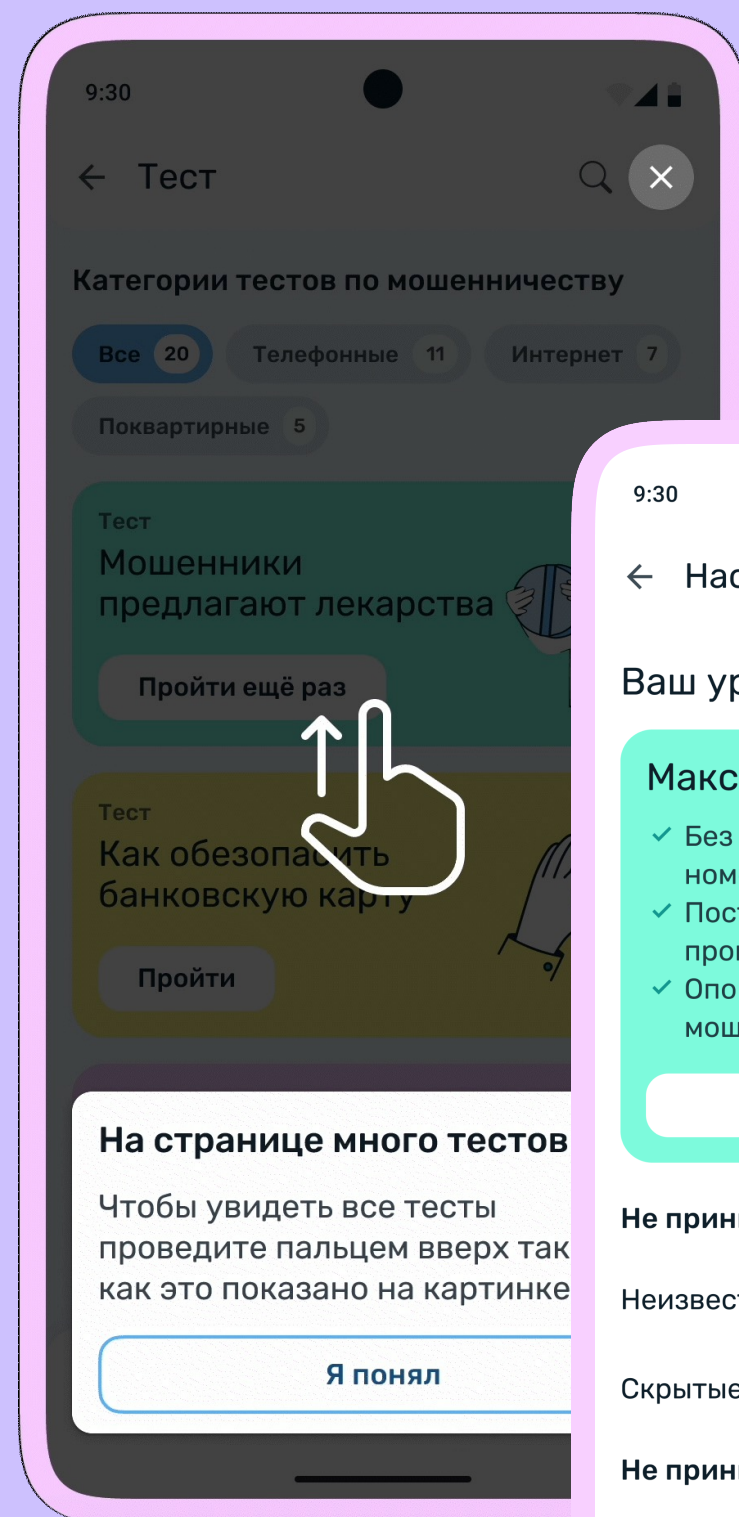 9:30
Тест
Категории тестов по мошенничеству
Все 20
Телефонные 11
Интернет 7
Поквартирные 5
Тест
Мошенники
предлагают лекарства
Пройти ещё раз
Тест
Как обезопасить
банковскую карту
Пройти
На странице много тестов
Чтобы увидеть все тесты
проведите пальцем вверх так
как это показано на картинке
Я понял
9:30
Ваш
Без